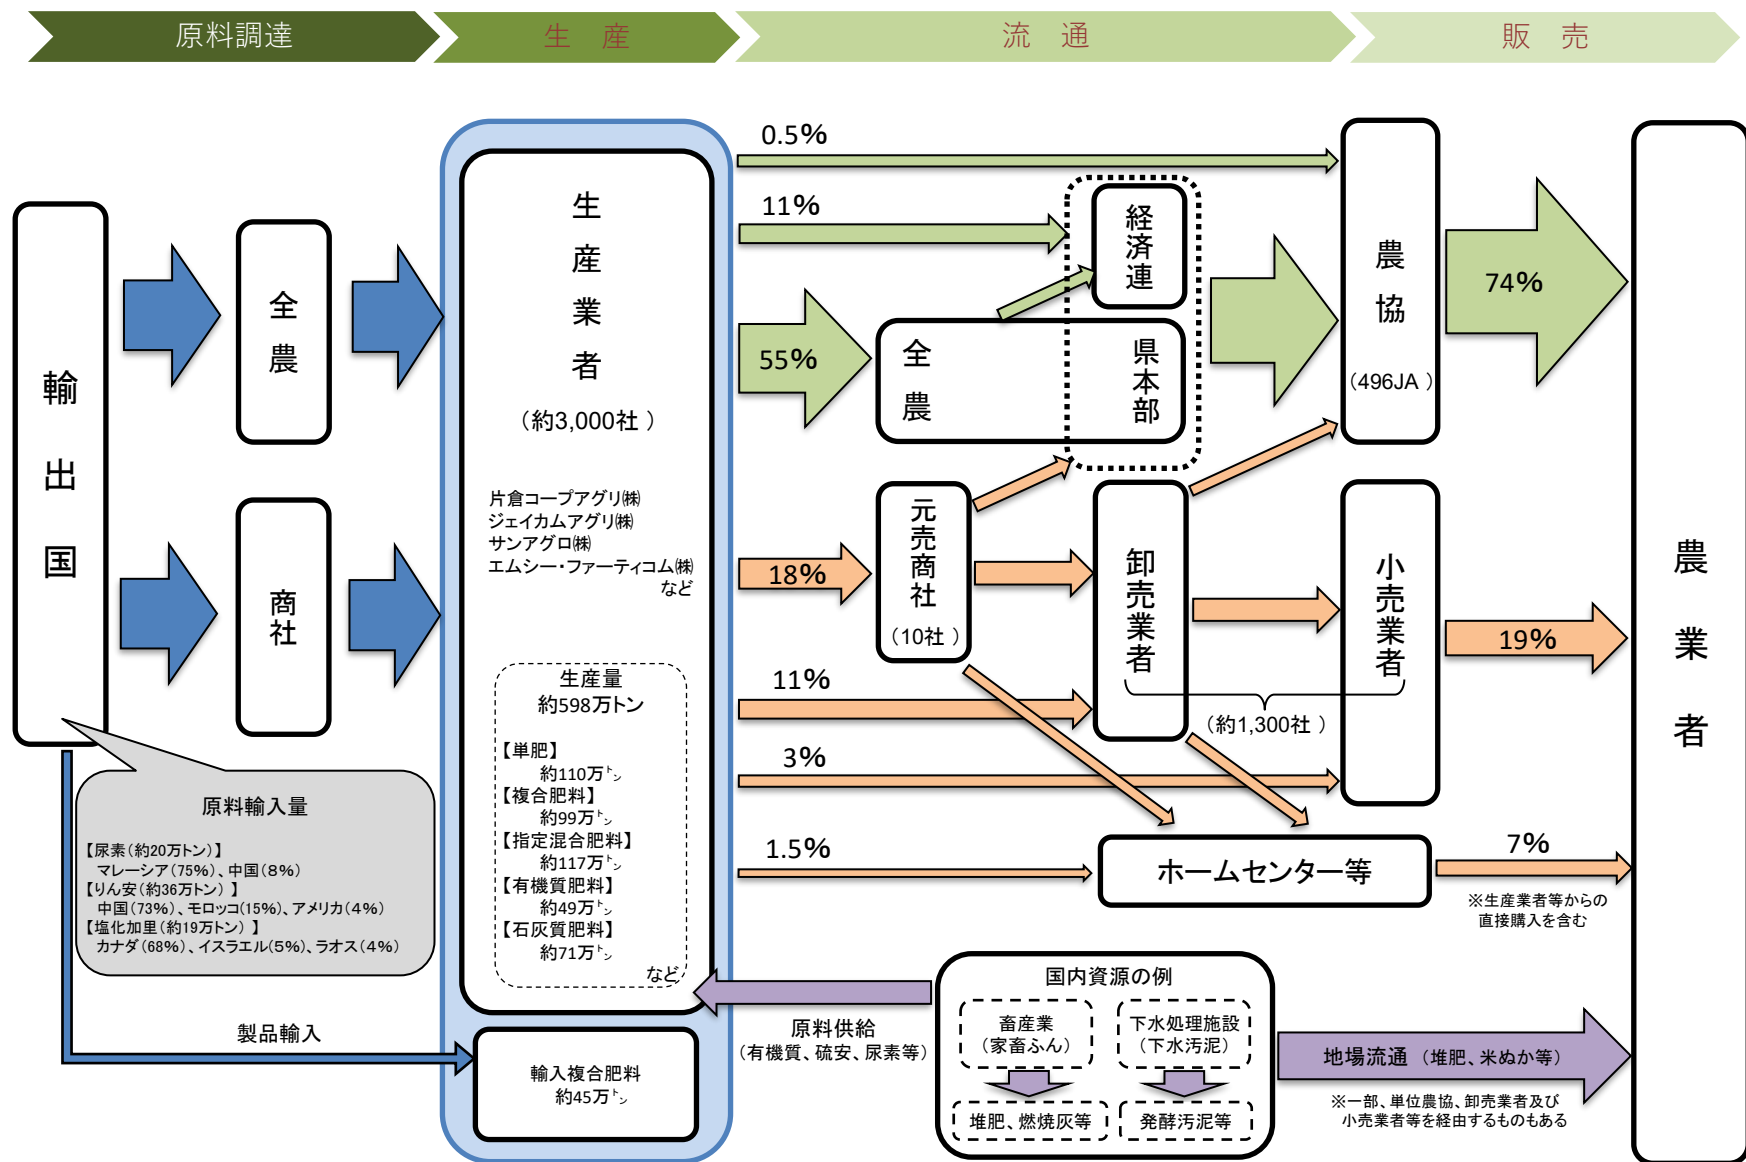 原料調達
生　産
流　通
販　売
輸出国
全農
商社
生産業者
（約3,000社 ）
片倉コープアグリ㈱
ジェイカムアグリ㈱
サンアグロ㈱
エムシー・ファーティコム㈱
など
生産量
約598万トン
【単肥】
約110万㌧
【複合肥料】
約99万㌧
【指定混合肥料】
約117万㌧
【有機質肥料】
約49万㌧
【石灰質肥料】
約71万㌧
など
輸入複合肥料
約45万㌧
原料輸入量
【尿素（約20万トン）】
マレーシア（75％）、中国（８％）
【りん安（約36万トン） 】
中国（73％）、モロッコ（15％）、アメリカ（４％）
【塩化加里（約19万トン） 】
カナダ（68％）、イスラエル（５％）、ラオス（４％）
製品輸入
0.5%
11%
55%
18%
11%
3%
1.5%
経済連
全農
県本部
元売商社
（10社 ）
卸売業者
農協
（496JA ）
小売業者
（約1,300社 ）
ホームセンター等
74%
19%
7%
※生産業者等からの
直接購入を含む
農業者
原料供給
（有機質、硫安、尿素等）
国内資源の例
畜産業
（家畜ふん）
下水処理施設
（下水汚泥）
堆肥、燃焼灰等
発酵汚泥等
地場流通 （堆肥、米ぬか等）
※一部、単位農協、卸売業者及び
小売業者等を経由するものもある